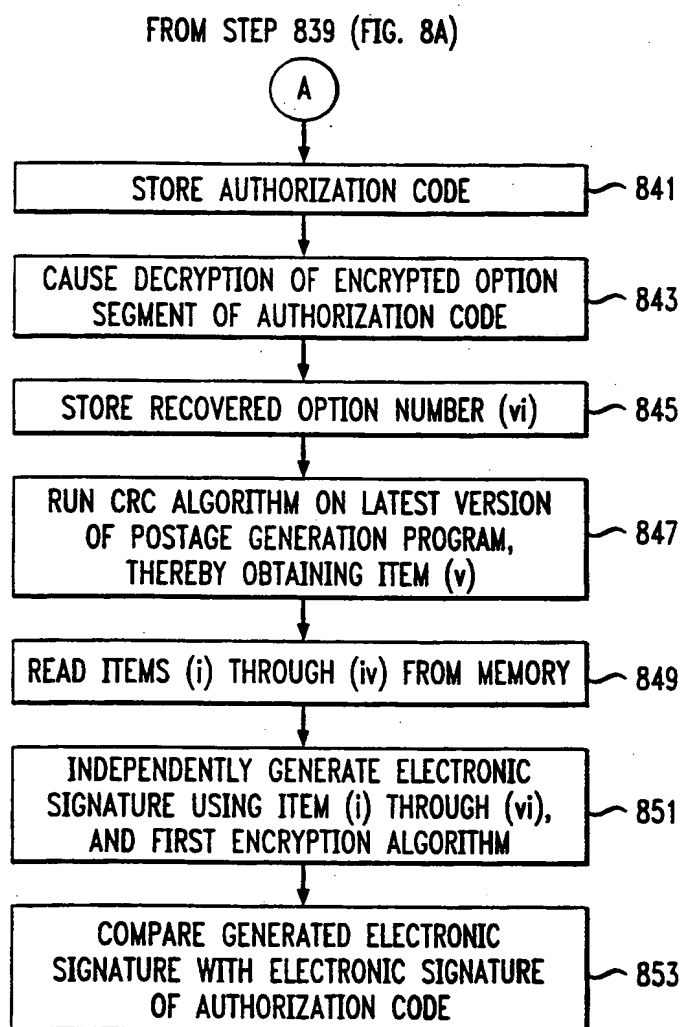 FROM STEP 839 (FIG. 8A)
A
STORE AUTHORIZATION CODE
841
CAUSE DECRYPTION OF ENCRYPTED OPTION
SEGMENT OF AUTHORIZATION CODE
843
STORE RECOVERED OPTION NUMBER (vi)
845
RUN CRC ALGORITHM ON LATEST VERSION
OF POSTAGE GENERATION PROGRAM,
THEREBY OBTAINING ITEM (v)
847
READ ITEMS (i) THROUGH (iv) FROM MEMORY
849
INDEPENDENTLY GENERATE ELECTRONIC
SIGNATURE USING ITEM (i) THROUGH (vi),
AND FIRST ENCRYPTION ALGORITHM
851
COMPARE GENERATED ELECTRONIC
SIGNATURE WITH ELECTRONIC SIGNATURE
OF AUTHORIZATION CODE
853